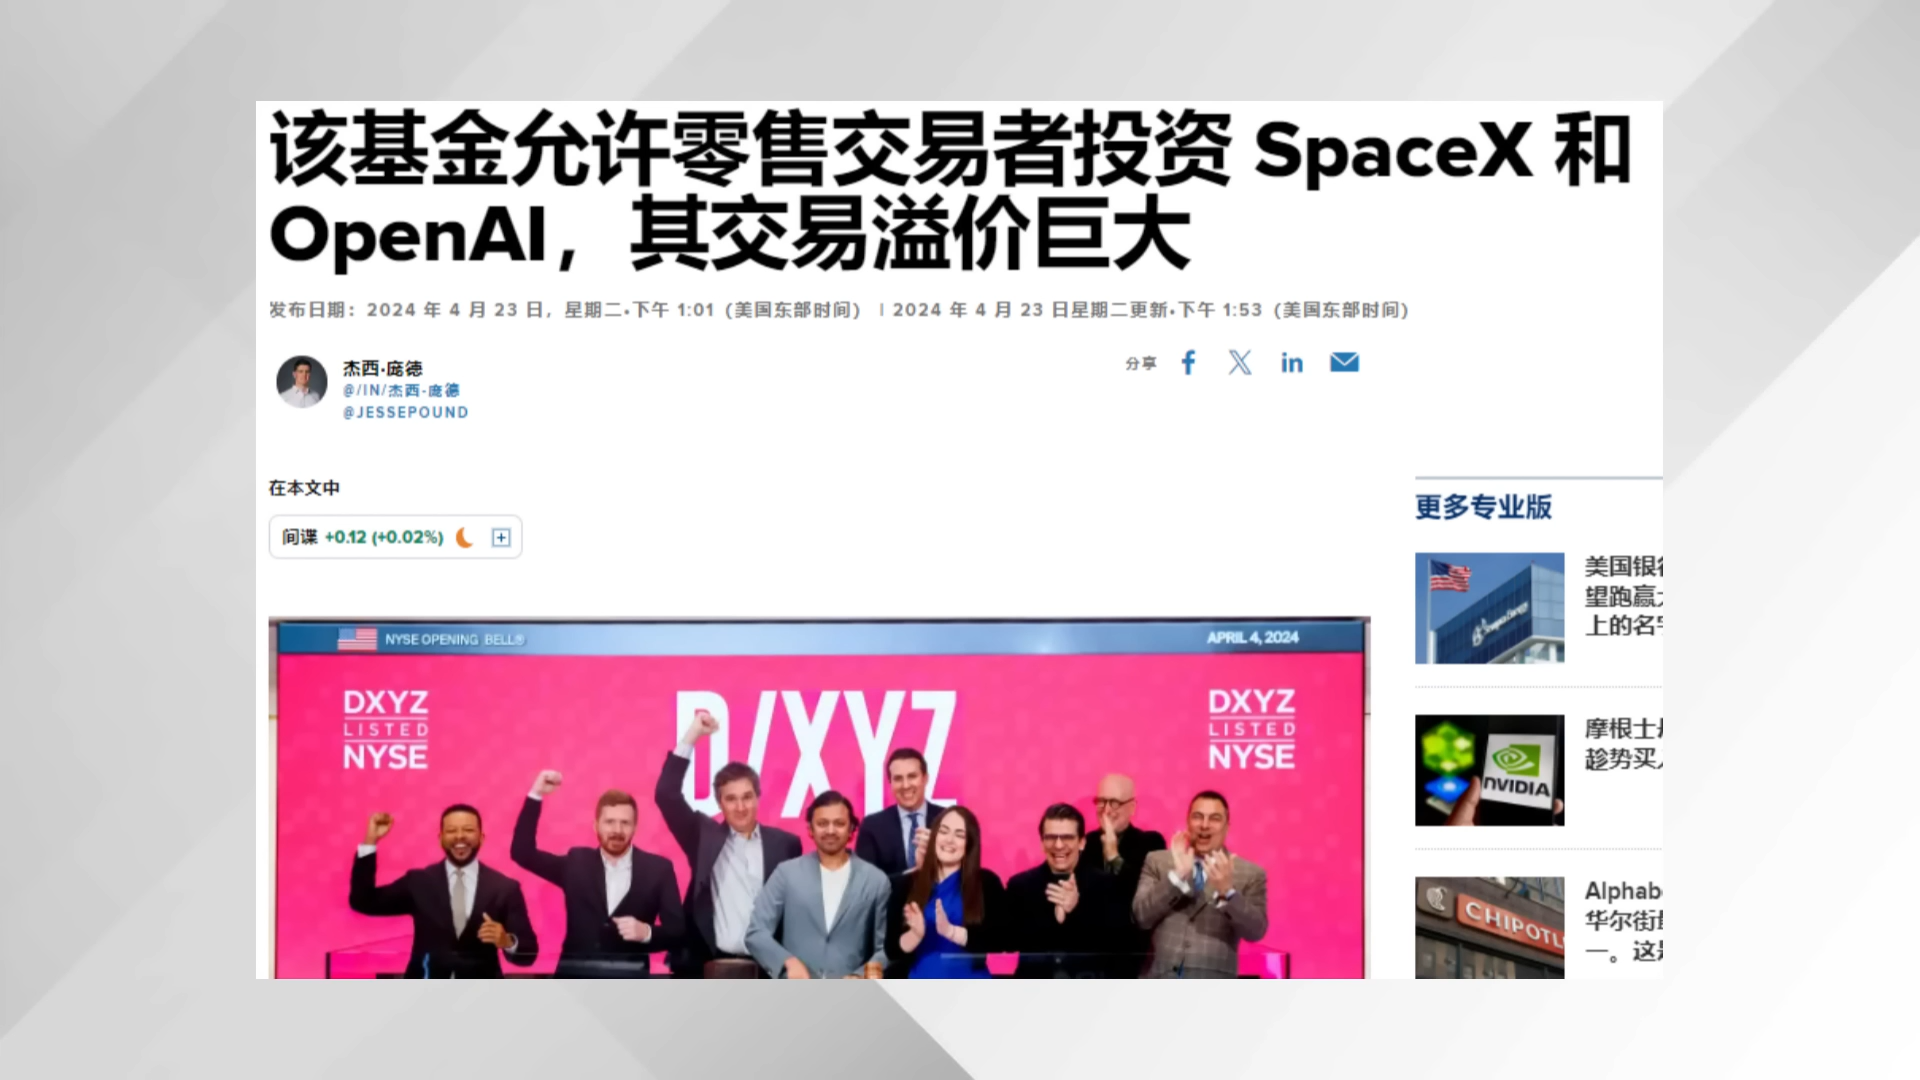 该基金允许零售交易者投资 SpaceX 和
OpenAI，其交易溢价巨大
发布日期：2024 年 4 月 23 日，星期二•下午 1:01（美国东部时间） | 2024 年 4 月 23 日星期二更新•下午 1:53（美国东部时间）
杰西·庞德
@/IN/杰西-庞德
@JESSEPOUND
分享
在本文中
间谍 +0.12 (+0.02%)
更多专业版
美国银
望跑赢
上的名
摩根士
趁势买
NVIDIA
Alphab
华尔街
一。这
CHIPOTL
NYSE OPENING BELL®
APRIL 4, 2024
DXYZ
LISTED
NYSE
D/XYZ
DXYZ
LISTED
NYSE